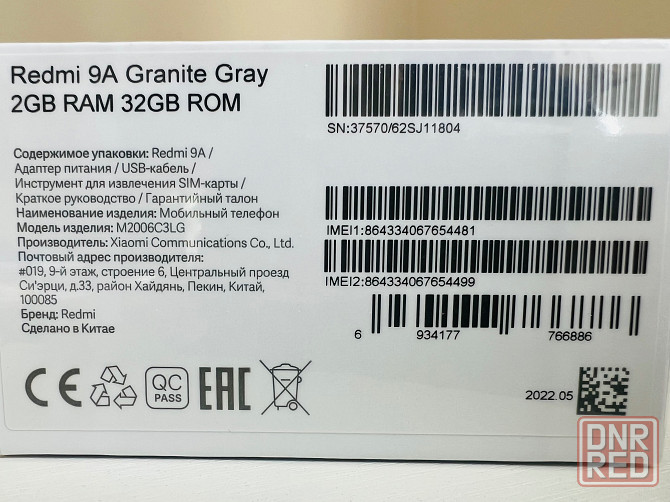 Redmi 9A Granite Gray
2GB RAM 32GB ROM
SN:37570/62SJ11804
Содержимое упаковки: Redmi 9A /
Адаптер питания / USB-кабель /
Инструмент для извлечения SIM-карты /
Краткое руководство / Гарантийный талон
Наименование изделия: Мобильный телефон
Модель изделия: M2006C3LG
Производитель: Xiaomi Communications Co., Ltd.
Почтовый адрес производителя:
#019, 9-й этаж, строение 6, Центральный проезд
Си'эрци, д.33, район Хайдянь, Пекин, Китай,
100085
Бренд: Redmi
Сделано в Китае
IMEI1:864334067654481
IMEI2:864334067654499
6 934177 766886
CE
QC
PASS
EAC
2022.05
DNR
RED